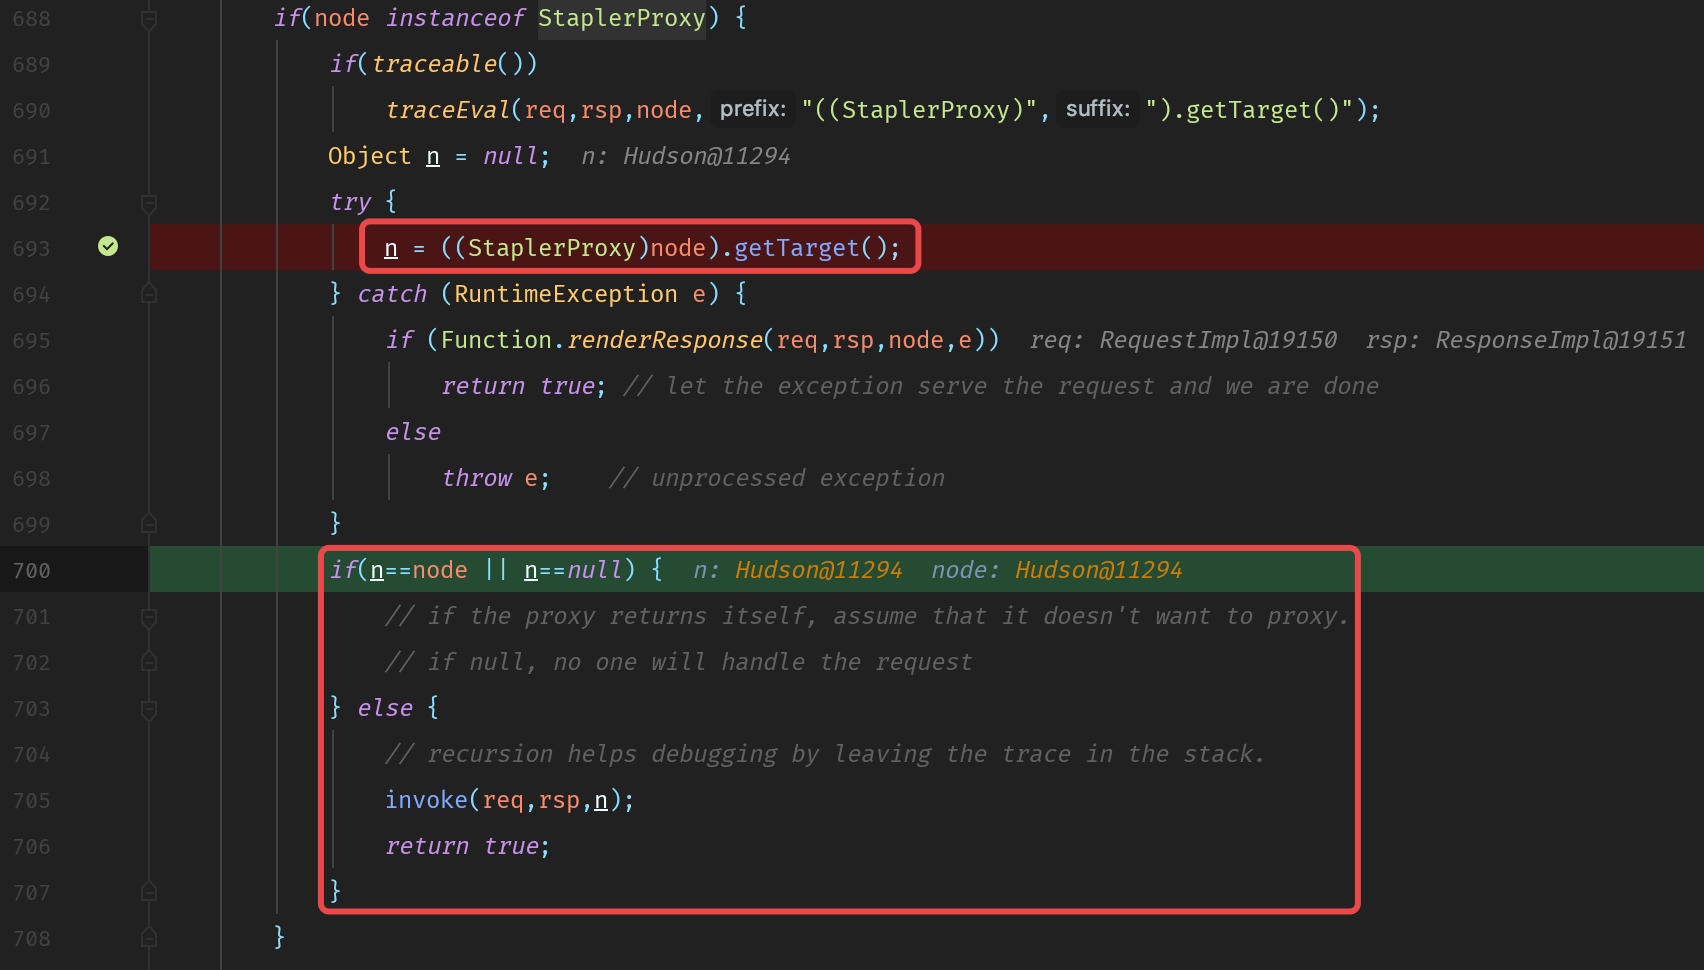 688 if(node instanceof StaplerProxy) {
689 if(traceable())
690 traceEval(req,rsp,node, prefix: "((StaplerProxy)", suffix: ").getTarget()");
691 Object n = null; n: Hudson@11294
692 try {
693 n = ((StaplerProxy)node).getTarget();
694 } catch (RuntimeException e) {
695 if (Function.renderResponse(req,rsp,node,e)) req: RequestImpl@19150 rsp: ResponseImpl@19151
696 return true; // let the exception serve the request and we are done
697 else
698 throw e; // unprocessed exception
699 }
700 if(n==node || n==null) { n: Hudson@11294 node: Hudson@11294
701 // if the proxy returns itself, assume that it doesn't want to proxy.
702 // if null, no one will handle the request
703 } else {
704 // recursion helps debugging by leaving the trace in the stack.
705 invoke(req,rsp,n);
706 return true;
707 }
708 }